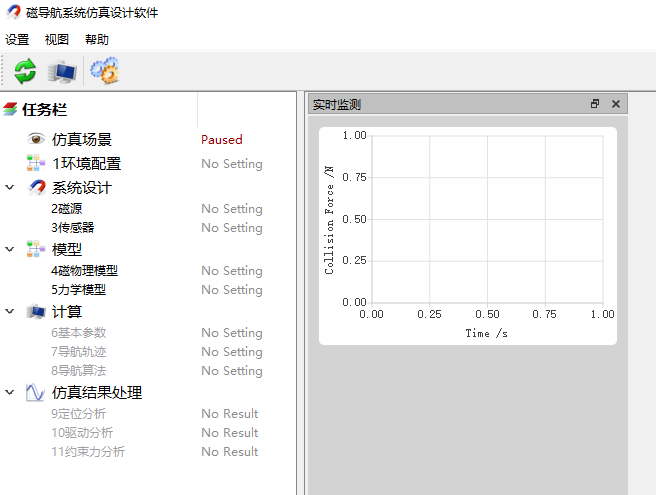 磁导航系统仿真设计软件
设置 视图 帮助
任务栏
仿真场景 Paused
1环境配置 No Setting
系统设计
2磁源 No Setting
3传感器 No Setting
模型
4磁物理模型 No Setting
5力学模型 No Setting
计算
6基本参数 No Setting
7导航轨迹 No Setting
8导航算法 No Setting
仿真结果处理
9定位分析 No Result
10驱动分析 No Result
11约束力分析 No Result
实时监测
Collision Force /N
1.00
0.75
0.50
0.25
0.00
0.00 0.25 0.50 0.75 1.00
Time /s